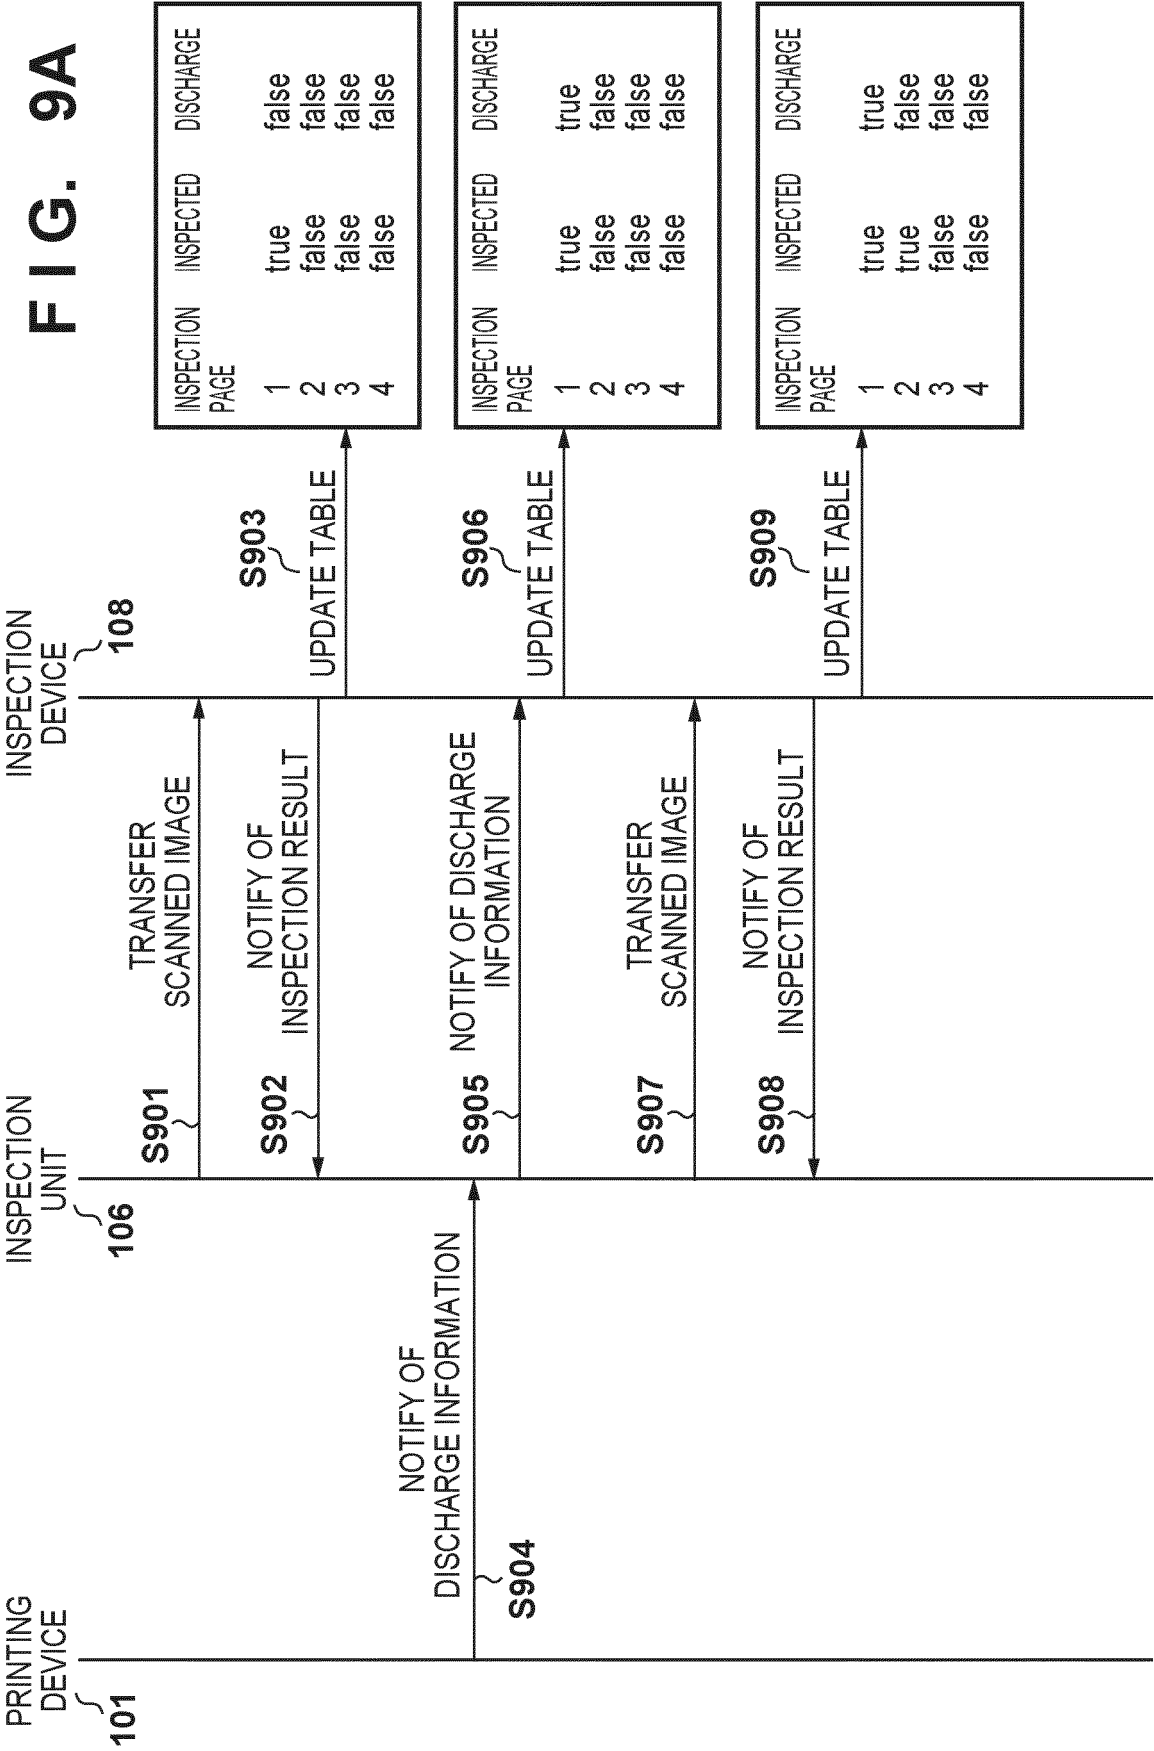 FIG. 9A
PRINTING
DEVICE
101
INSPECTION
UNIT
106
INSPECTION
DEVICE
108
TRANSFER
SCANNED IMAGE
S901
NOTIFY OF
INSPECTION RESULT
S902
S903
UPDATE TABLE
INSPECTION INSPECTED DISCHARGE
PAGE
1 true false
2 false false
3 false false
4 false false
NOTIFY OF
DISCHARGE INFORMATION
S904
NOTIFY OF DISCHARGE
INFORMATION
S905
S906
UPDATE TABLE
INSPECTION INSPECTED DISCHARGE
PAGE
1 true true
2 false false
3 false false
4 false false
TRANSFER
SCANNED IMAGE
S907
NOTIFY OF
INSPECTION RESULT
S908
S909
UPDATE TABLE
INSPECTION INSPECTED DISCHARGE
PAGE
1 true true
2 true false
3 false false
4 false false